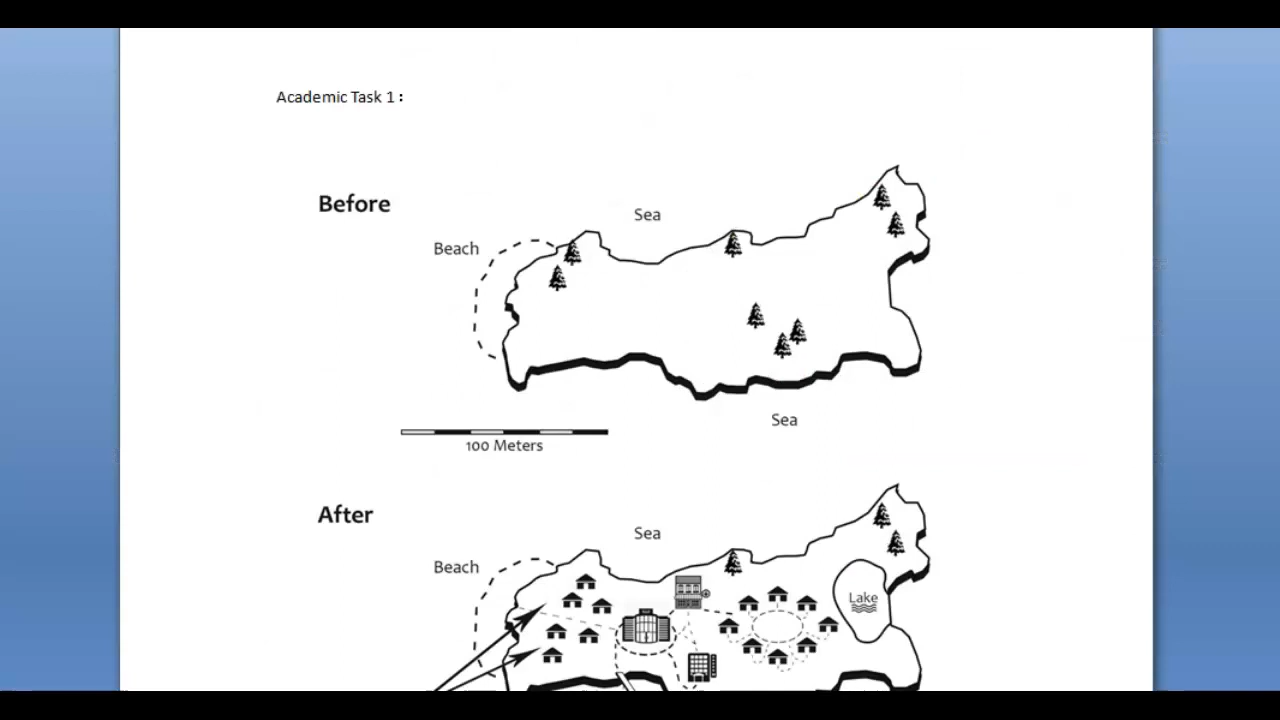 Academic Task 1 :
Before
Sea
Beach
Sea
100 Meters
After
Sea
Beach
Lake